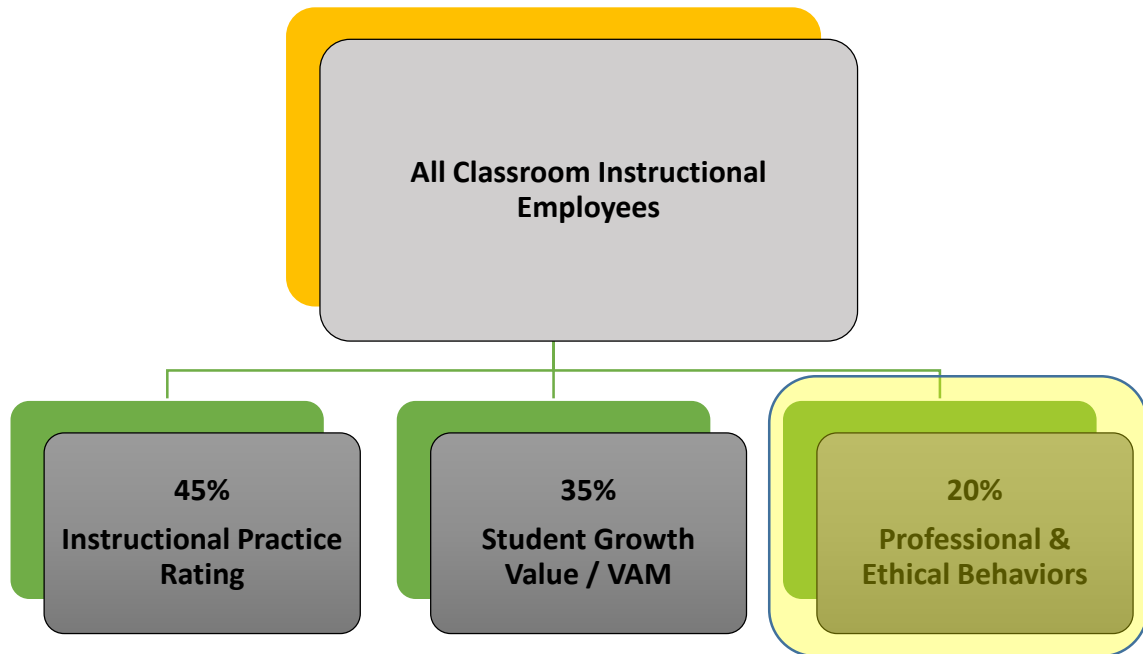 All Classroom Instructional
Employees
45%
Instructional Practice
Rating
35%
Student Growth
Value / VAM
20%
Professional &
Ethical Behaviors